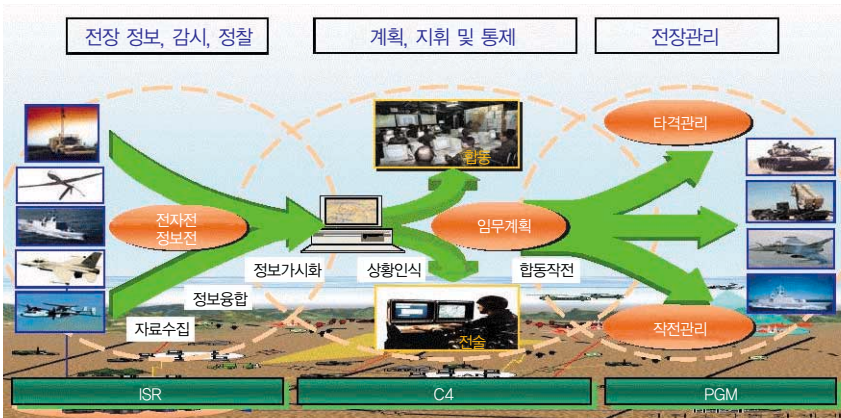 전장 정보, 감시, 정찰
계획, 지휘 및 통제
전장관리
타격관리
합동
전자전
정보전
임무계획
정보가시화
상황인식
합동작전
정보융합
자료수집
전술
작전관리
ISR
C4
PGM